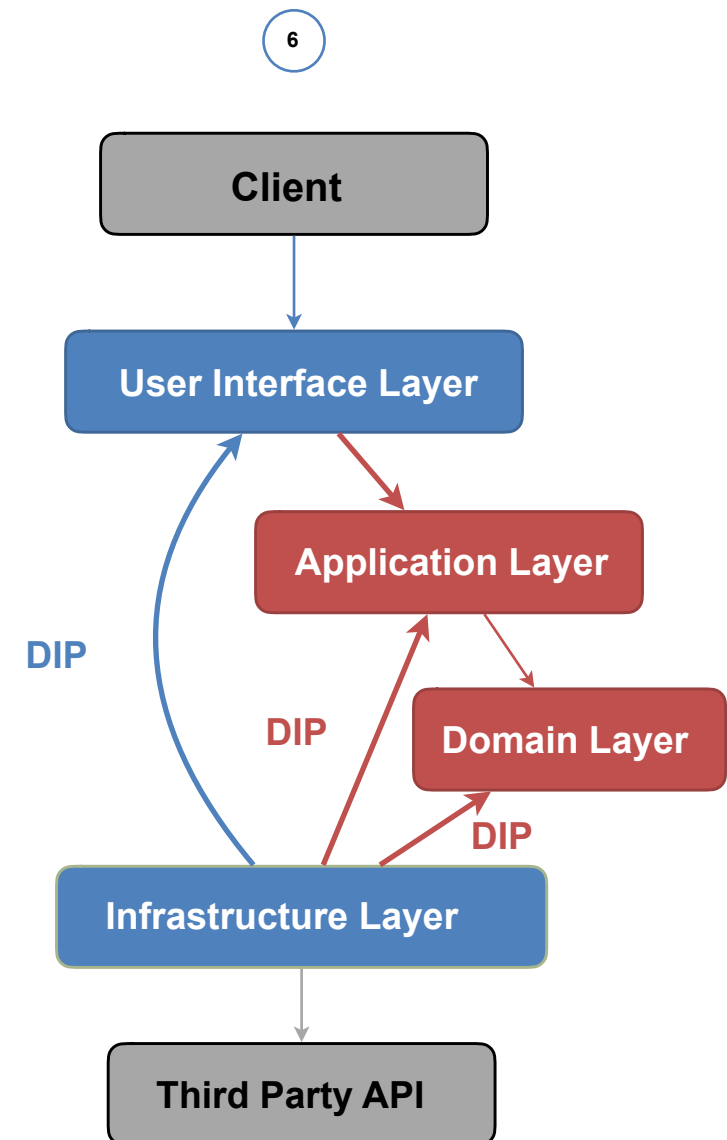 6
Client
User Interface Layer
Application Layer
DIP
DIP
Domain Layer
DIP
Infrastructure Layer
Third Party API